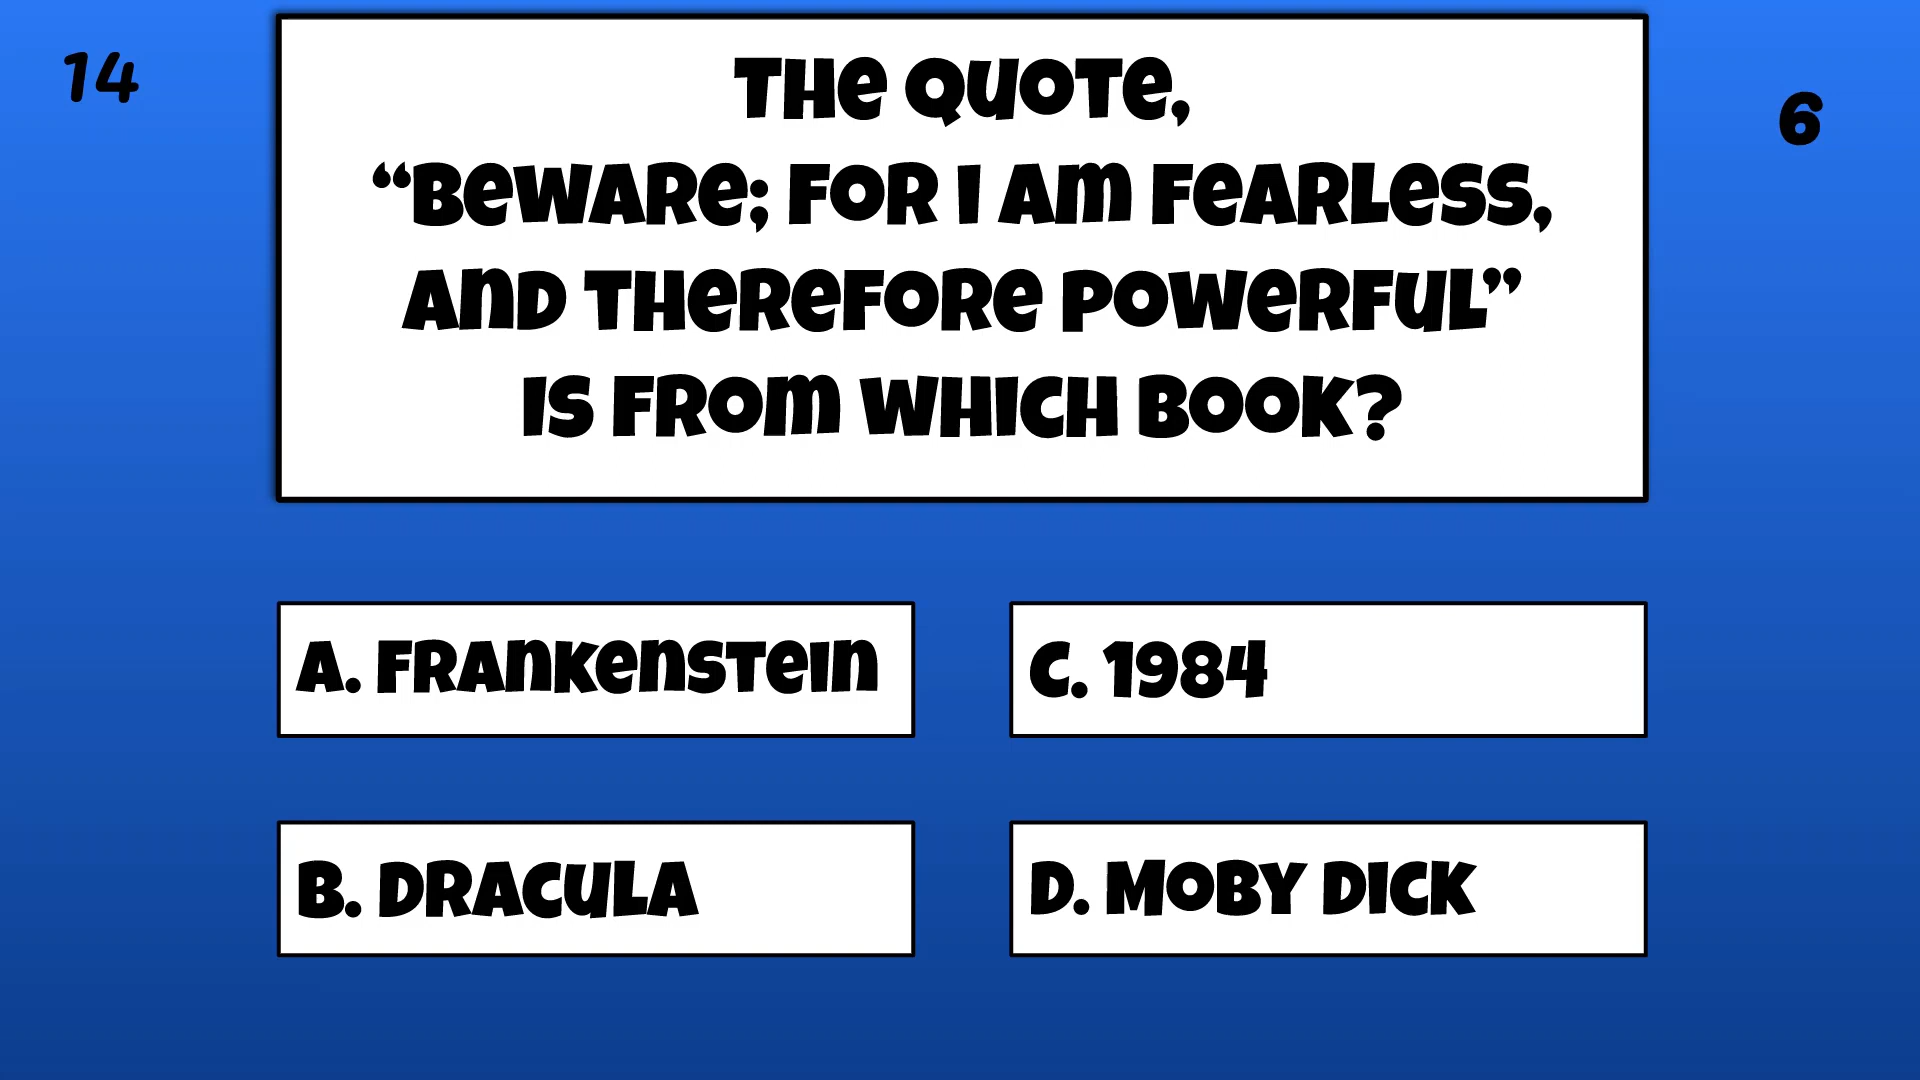 14
6
The Quote,
“Beware; for I am fearless,
and therefore powerful”
is from which book?
A. Frankenstein
C. 1984
B. Dracula
D. Moby Dick